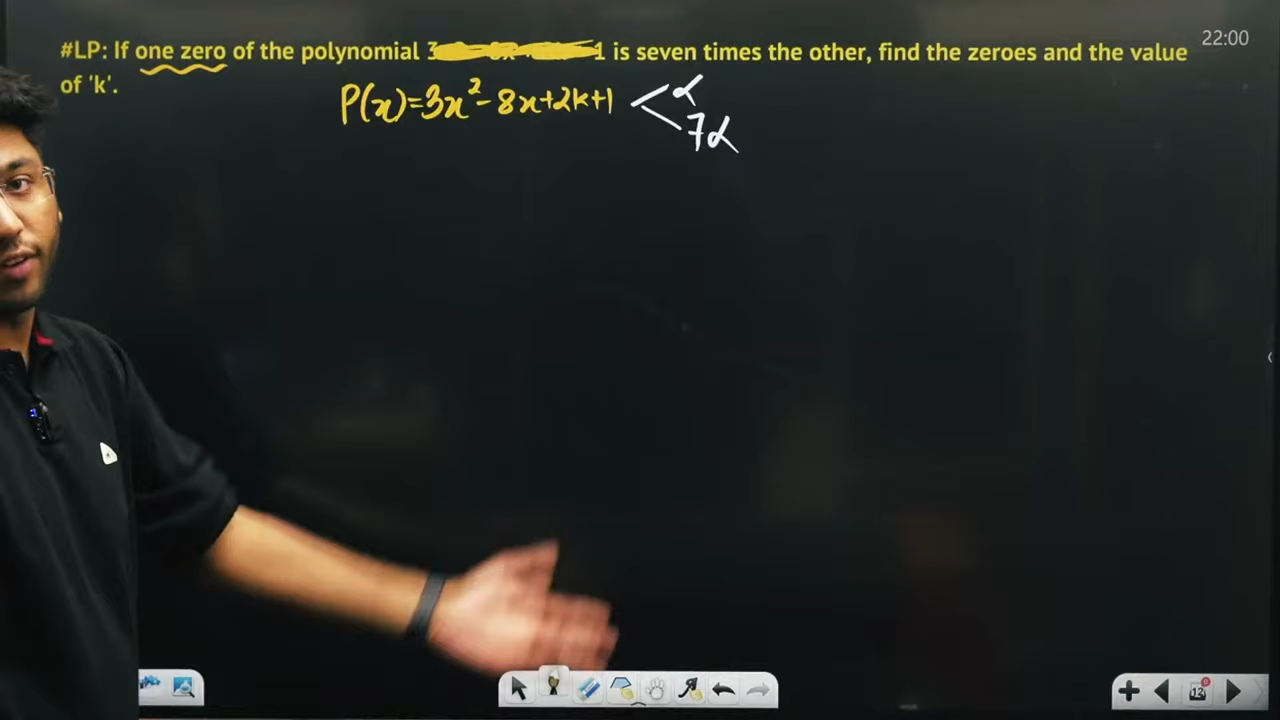 22:00
#LP: If one zero of the polynomial 3 1 is seven times the other, find the zeroes and the value
of 'k'.
P(x)=3x²-8x+2k+1
α
7α